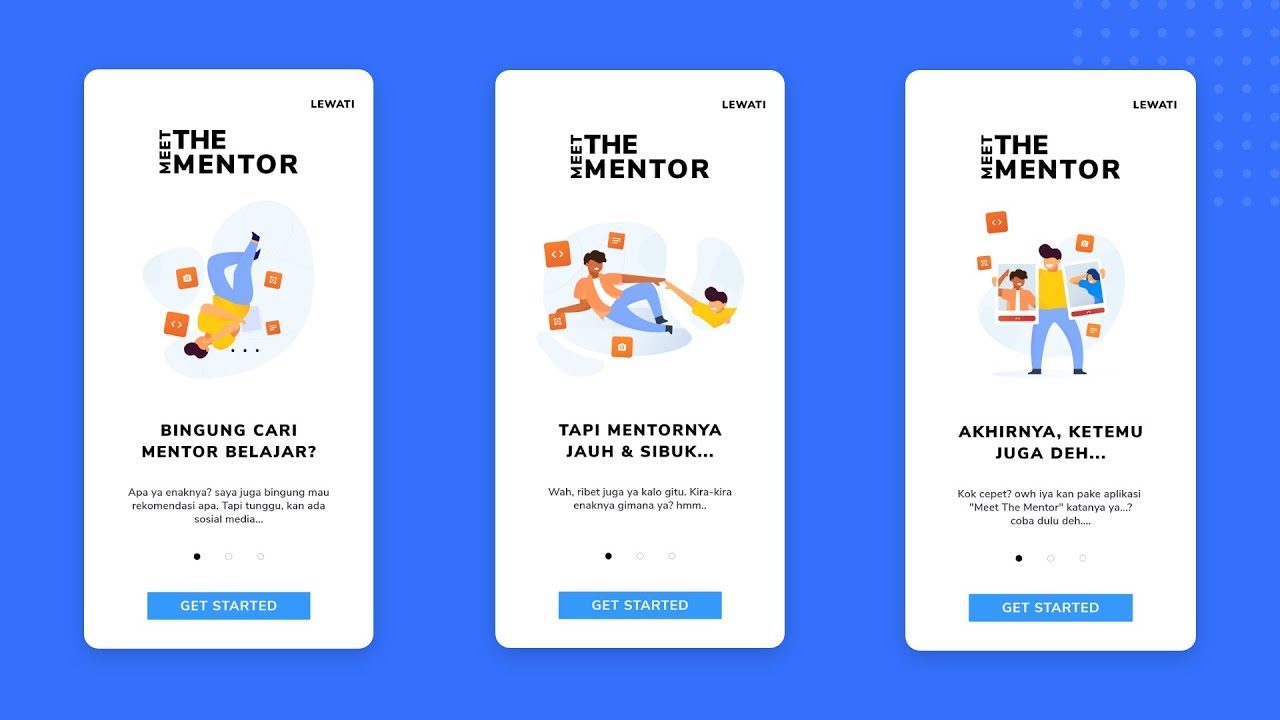 LEWATI
MEET
THE
MENTOR
BINGUNG CARI
MENTOR BELAJAR?
Apa ya enaknya? saya juga bingung mau
rekomendasi apa. Tapi tunggu, kan ada
sosial media...
GET STARTED
LEWATI
MEET
THE
MENTOR
TAPI MENTORNYA
JAUH & SIBUK...
Wah, ribet juga ya kalo gitu. Kira-kira
enaknya gimana ya? hmm..
GET STARTED
LEWATI
MEET
THE
MENTOR
AKHIRNYA, KETEMU
JUGA DEH...
Kok cepet? owh iya kan pake aplikasi
"Meet The Mentor" katanya ya...?
coba dulu deh....
GET STARTED